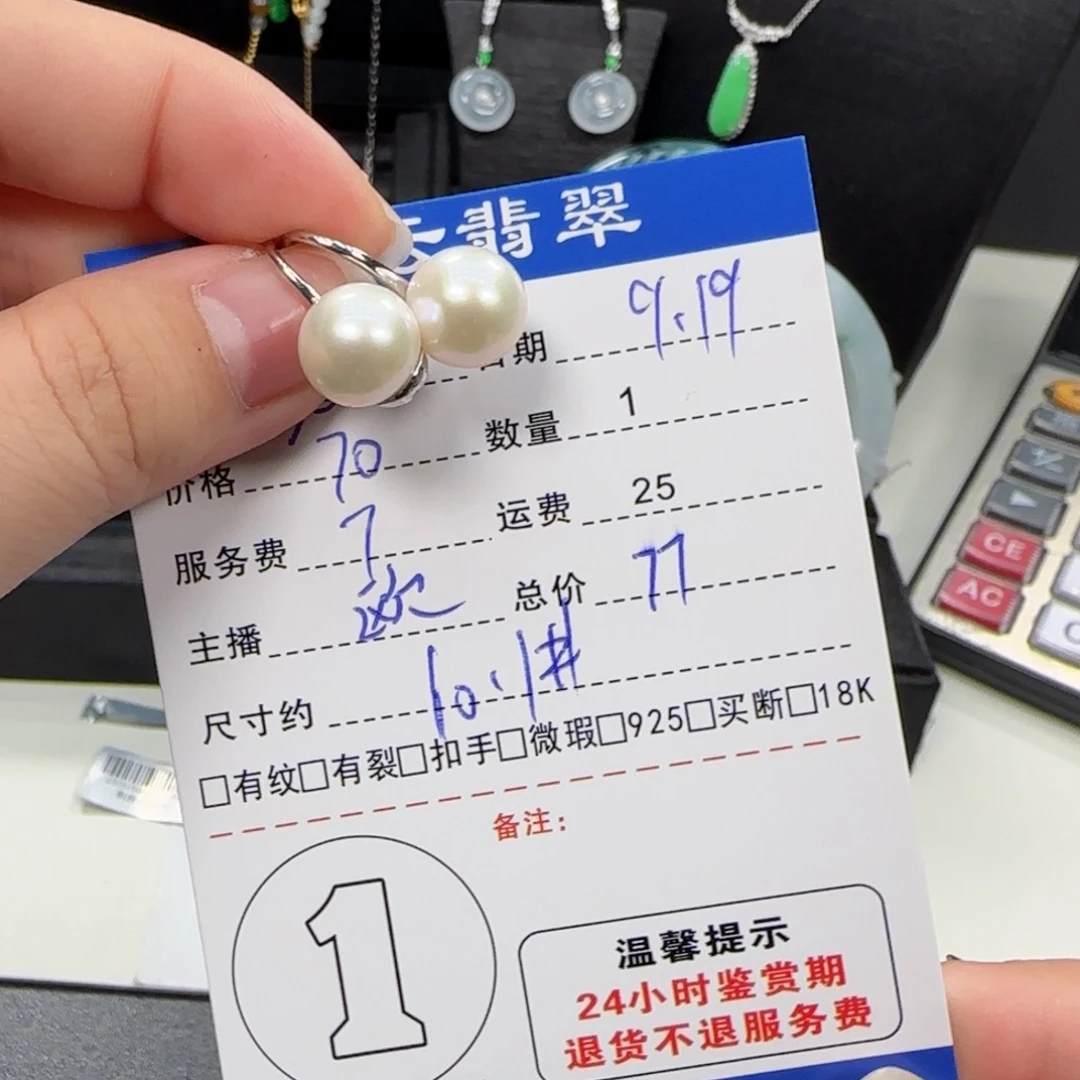 翡翠
日期 9.19
价格 70 数量 1
服务费 7 运费 25
主播 欧 总价 77
尺寸约 10.1#
□有纹□有裂□扣手□微瑕□925□买断□18K
备注:
1
温馨提示
24小时鉴赏期
退货不退服务费
CE
AC